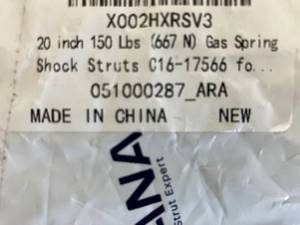 X002HXRSV3
20 inch 150 Lbs (667 N) Gas Spring
Shock Struts C16-17566 fo...
051000287_ARA
MADE IN CHINA NEW
ANA
Strut Expert